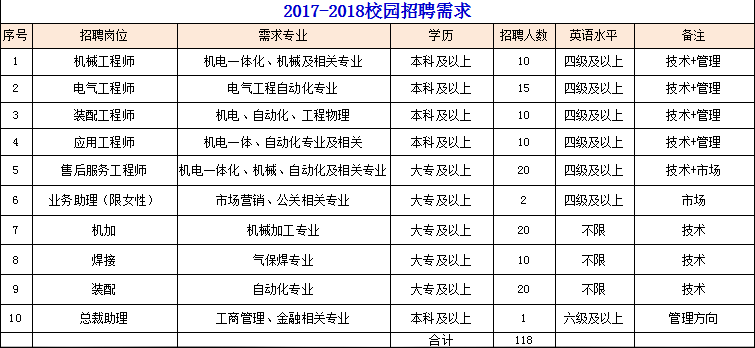 2017-2018校园招聘需求
序号 招聘岗位 需求专业 学历 招聘人数 英语水平 备注
1 机械工程师 机电一体化、机械及相关专业 本科及以上 10 四级及以上 技术+管理
2 电气工程师 电气工程自动化专业 本科及以上 15 四级及以上 技术+管理
3 装配工程师 机电、自动化、工程物理 本科及以上 10 四级及以上 技术+管理
4 应用工程师 机电一体、自动化专业及相关 本科及以上 10 四级及以上 技术+管理
5 售后服务工程师 机电一体化、机械、自动化及相关专业 大专及以上 20 四级及以上 技术+市场
6 业务助理（限女性） 市场营销、公关相关专业 大专及以上 2 四级及以上 市场
7 机加 机械加工专业 大专及以上 20 不限 技术
8 焊接 气保焊专业 大专及以上 10 不限 技术
9 装配 自动化专业 大专及以上 20 不限 技术
10 总裁助理 工商管理、金融相关专业 本科及以上 1 六级及以上 管理方向
合计 118